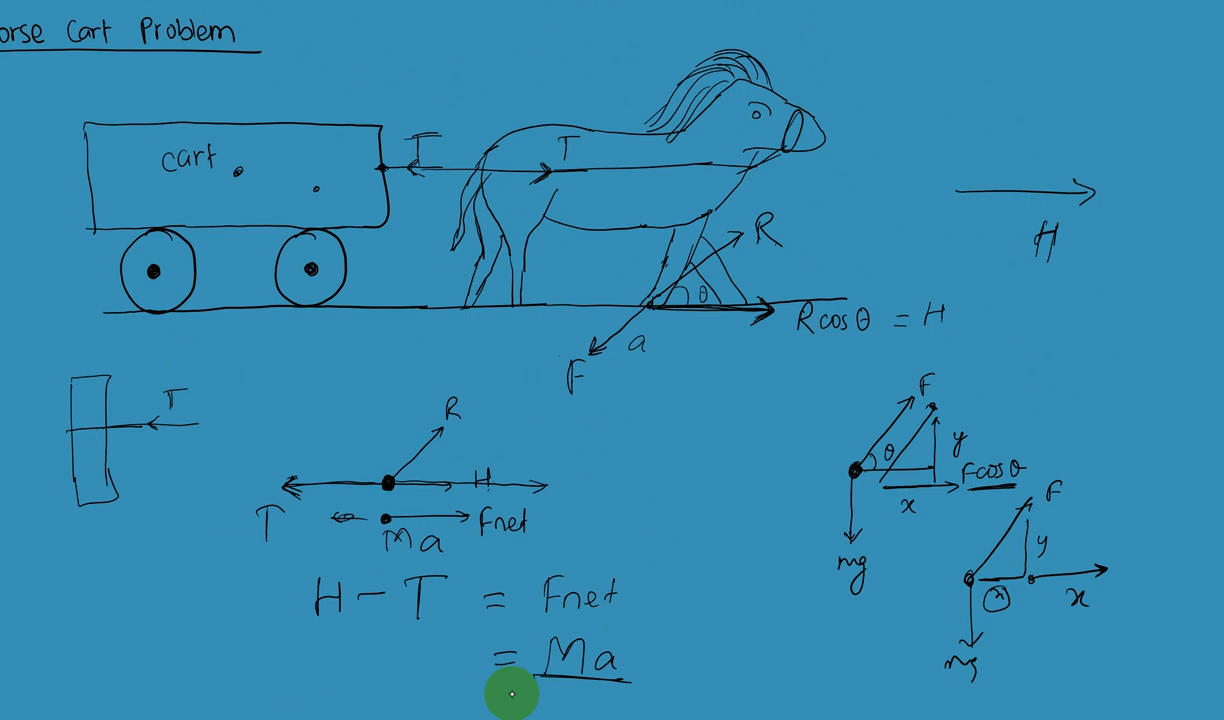 orse Cart Problem
cart
T
T
R
θ
H
R cos θ = H
a
F
T
R
H
T
Fnet
Ma
H - T = Fnet
= Ma
F
θ
y
F cos θ
x
mg
F
y
x
x
mg